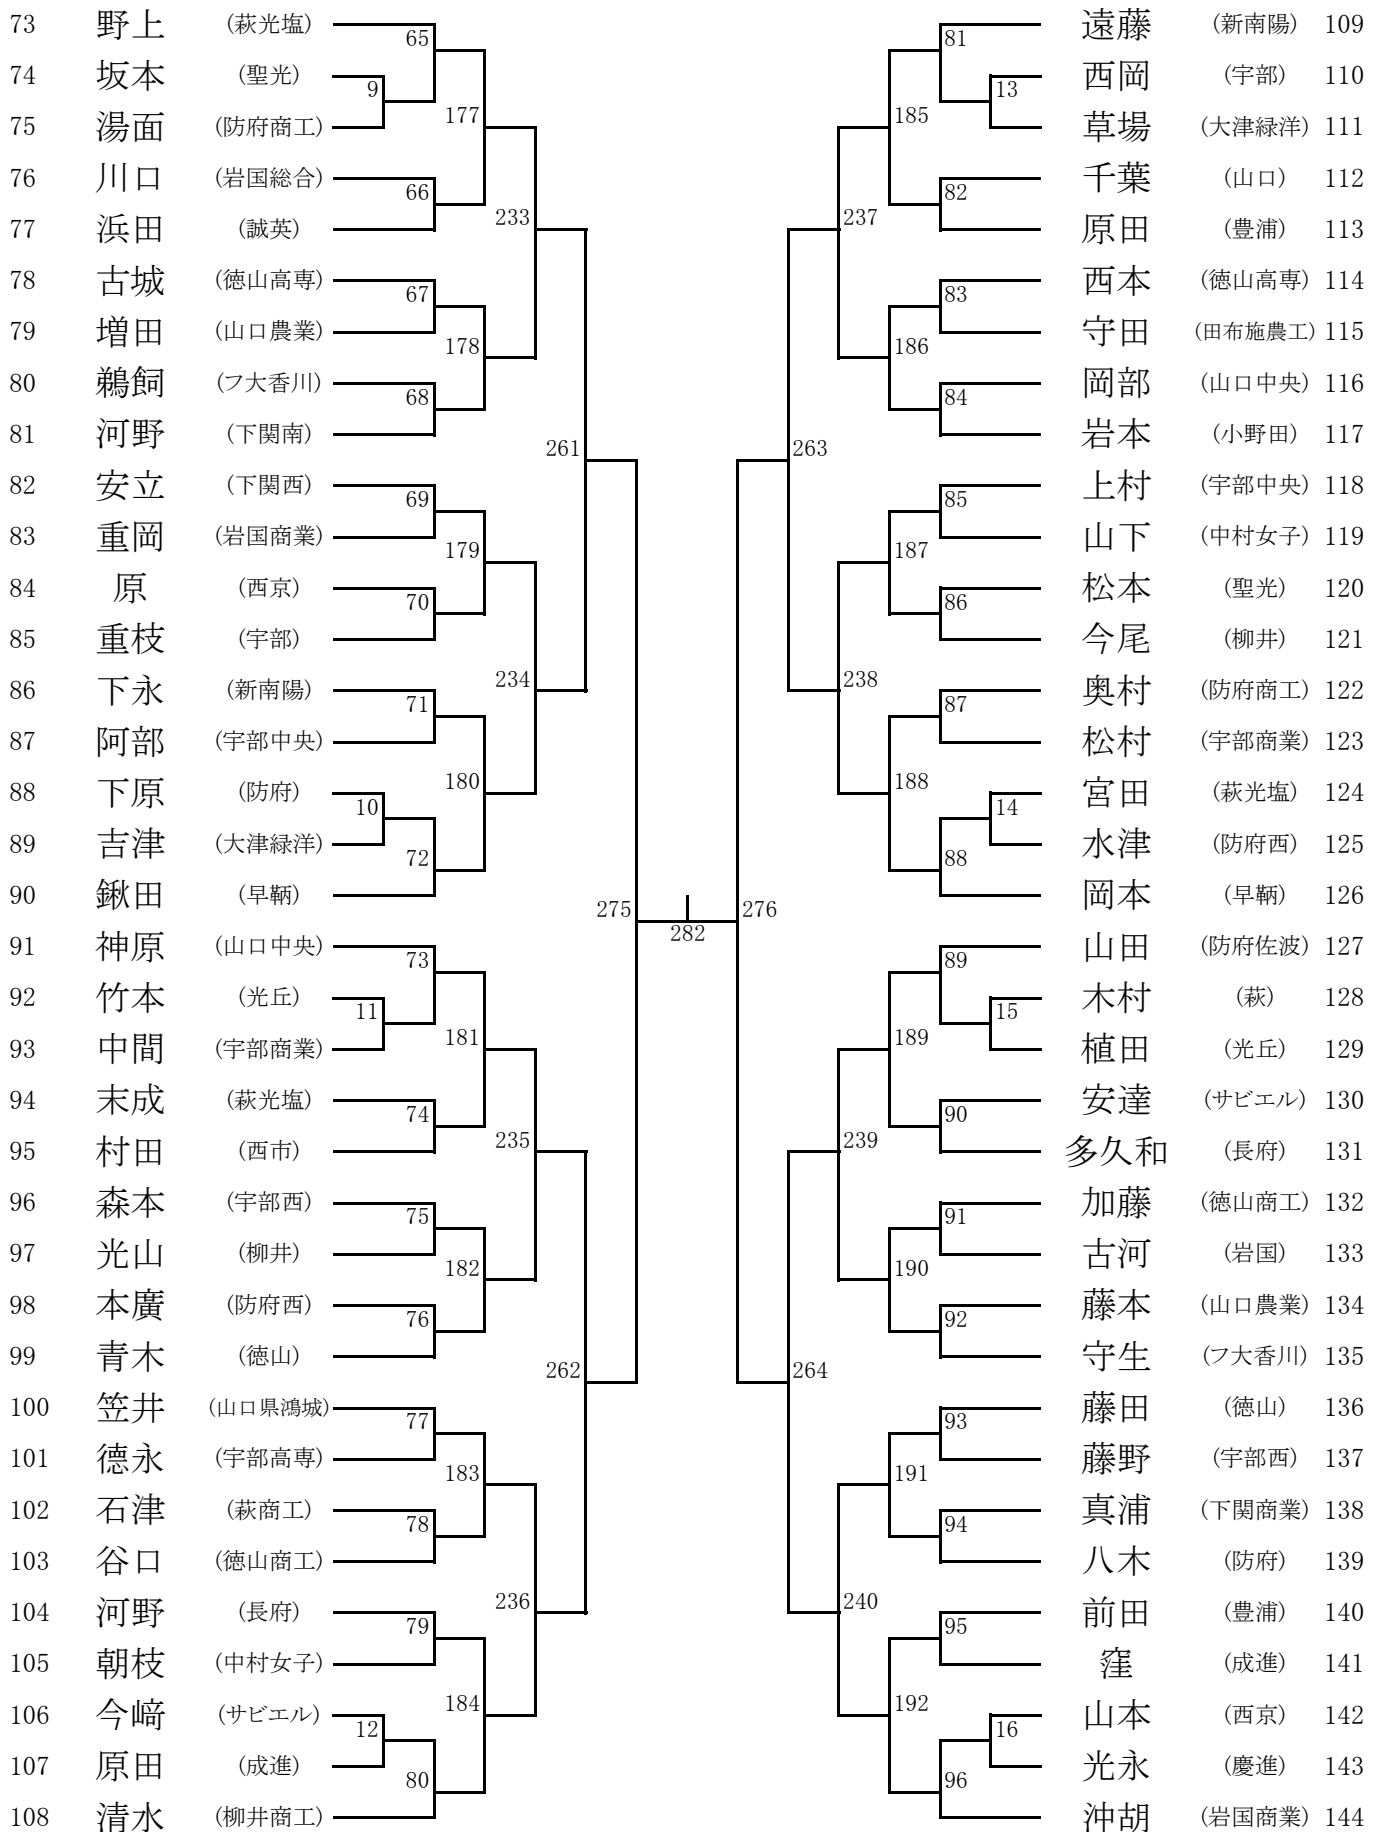 73 野上 (萩光塩) 65 81 遠藤 (新南陽) 109
74 坂本 (聖光) 9 13 西岡 (宇部) 110
75 湯面 (防府商工) 177 185 草場 (大津緑洋) 111
76 川口 (岩国総合) 66 82 千葉 (山口) 112
77 浜田 (誠英) 233 237 原田 (豊浦) 113
78 古城 (徳山高専) 67 83 西本 (徳山高専) 114
79 増田 (山口農業) 178 186 守田 (田布施農工) 115
80 鵜飼 (フ大香川) 68 84 岡部 (山口中央) 116
81 河野 (下関南) 261 263 岩本 (小野田) 117
82 安立 (下関西) 69 85 上村 (宇部中央) 118
83 重岡 (岩国商業) 179 187 山下 (中村女子) 119
84 原 (西京) 70 86 松本 (聖光) 120
85 重枝 (宇部) 今尾 (柳井) 121
86 下永 (新南陽) 71 234 238 87 奥村 (防府商工) 122
87 阿部 (宇部中央) 松村 (宇部商業) 123
88 下原 (防府) 10 180 188 14 宮田 (萩光塩) 124
89 吉津 (大津緑洋) 72 88 水津 (防府西) 125
90 鍬田 (早鞆) 275 282 276 岡本 (早鞆) 126
91 神原 (山口中央) 73 89 山田 (防府佐波) 127
92 竹本 (光丘) 11 15 木村 (萩) 128
93 中間 (宇部商業) 181 189 植田 (光丘) 129
94 末成 (萩光塩) 74 90 安達 (サビエル) 130
95 村田 (西市) 235 239 多久和 (長府) 131
96 森本 (宇部西) 75 91 加藤 (徳山商工) 132
97 光山 (柳井) 182 190 古河 (岩国) 133
98 本廣 (防府西) 76 92 藤本 (山口農業) 134
99 青木 (徳山) 262 264 守生 (フ大香川) 135
100 笠井 (山口県鴻城) 77 93 藤田 (徳山) 136
101 德永 (宇部高専) 183 191 藤野 (宇部西) 137
102 石津 (萩商工) 78 94 真浦 (下関商業) 138
103 谷口 (徳山商工) 八木 (防府) 139
104 河野 (長府) 79 236 240 95 前田 (豊浦) 140
105 朝枝 (中村女子) 窪 (成進) 141
106 今﨑 (サビエル) 12 184 192 16 山本 (西京) 142
107 原田 (成進) 80 96 光永 (慶進) 143
108 清水 (柳井商工) 沖胡 (岩国商業) 144